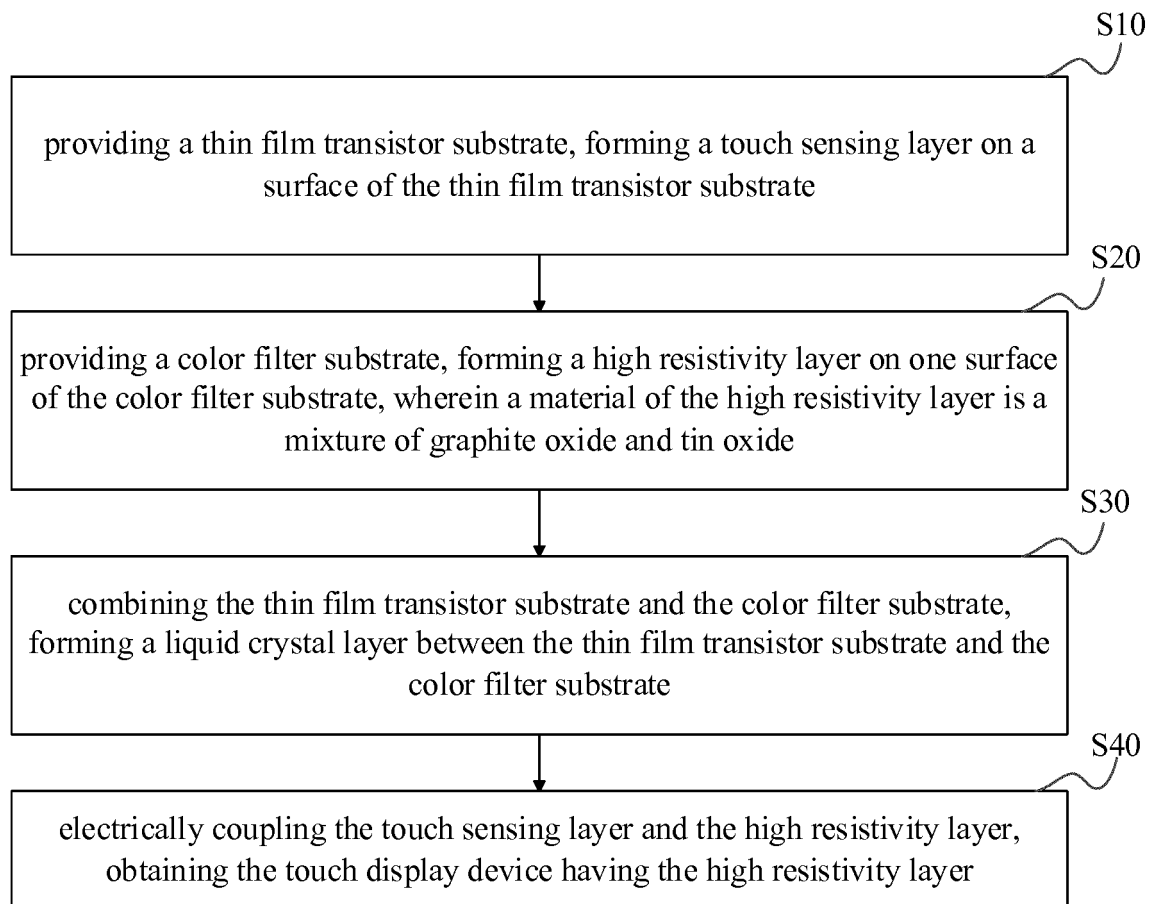 S10
providing a thin film transistor substrate, forming a touch sensing layer on a
surface of the thin film transistor substrate
S20
providing a color filter substrate, forming a high resistivity layer on one surface
of the color filter substrate, wherein a material of the high resistivity layer is a
mixture of graphite oxide and tin oxide
S30
combining the thin film transistor substrate and the color filter substrate,
forming a liquid crystal layer between the thin film transistor substrate and the
color filter substrate
S40
electrically coupling the touch sensing layer and the high resistivity layer,
obtaining the touch display device having the high resistivity layer